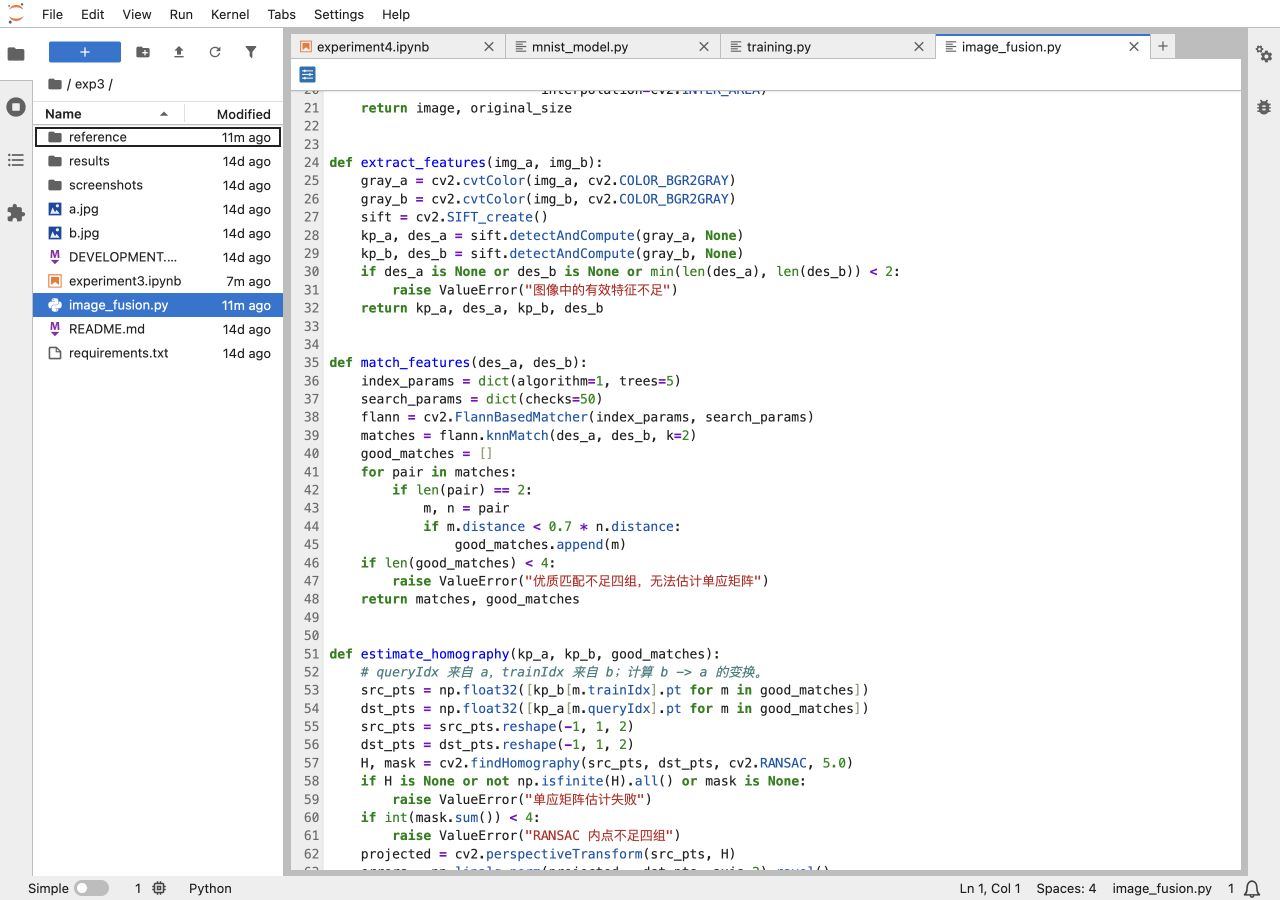 File Edit View Run Kernel Tabs Settings Help
+
/ exp3 /
Name Modified
reference 11m ago
results 14d ago
screenshots 14d ago
a.jpg 14d ago
b.jpg 14d ago
DEVELOPMENT.… 14d ago
experiment3.ipynb 7m ago
image_fusion.py 11m ago
README.md 14d ago
requirements.txt 14d ago
experiment4.ipynb mnist_model.py training.py image_fusion.py
20 interpolation=cv2.INTER_AREA)
21     return image, original_size
22
23
24 def extract_features(img_a, img_b):
25     gray_a = cv2.cvtColor(img_a, cv2.COLOR_BGR2GRAY)
26     gray_b = cv2.cvtColor(img_b, cv2.COLOR_BGR2GRAY)
27     sift = cv2.SIFT_create()
28     kp_a, des_a = sift.detectAndCompute(gray_a, None)
29     kp_b, des_b = sift.detectAndCompute(gray_b, None)
30     if des_a is None or des_b is None or min(len(des_a), len(des_b)) < 2:
31         raise ValueError("图像中的有效特征不足")
32     return kp_a, des_a, kp_b, des_b
33
34
35 def match_features(des_a, des_b):
36     index_params = dict(algorithm=1, trees=5)
37     search_params = dict(checks=50)
38     flann = cv2.FlannBasedMatcher(index_params, search_params)
39     matches = flann.knnMatch(des_a, des_b, k=2)
40     good_matches = []
41     for pair in matches:
42         if len(pair) == 2:
43             m, n = pair
44             if m.distance < 0.7 * n.distance:
45                 good_matches.append(m)
46     if len(good_matches) < 4:
47         raise ValueError("优质匹配不足四组，无法估计单应矩阵")
48     return matches, good_matches
49
50
51 def estimate_homography(kp_a, kp_b, good_matches):
52     # queryIdx 来自 a，trainIdx 来自 b；计算 b -> a 的变换。
53     src_pts = np.float32([kp_b[m.trainIdx].pt for m in good_matches])
54     dst_pts = np.float32([kp_a[m.queryIdx].pt for m in good_matches])
55     src_pts = src_pts.reshape(-1, 1, 2)
56     dst_pts = dst_pts.reshape(-1, 1, 2)
57     H, mask = cv2.findHomography(src_pts, dst_pts, cv2.RANSAC, 5.0)
58     if H is None or not np.isfinite(H).all() or mask is None:
59         raise ValueError("单应矩阵估计失败")
60     if int(mask.sum()) < 4:
61         raise ValueError("RANSAC 内点不足四组")
62     projected = cv2.perspectiveTransform(src_pts, H)
Simple 1 Python Ln 1, Col 1 Spaces: 4 image_fusion.py 1